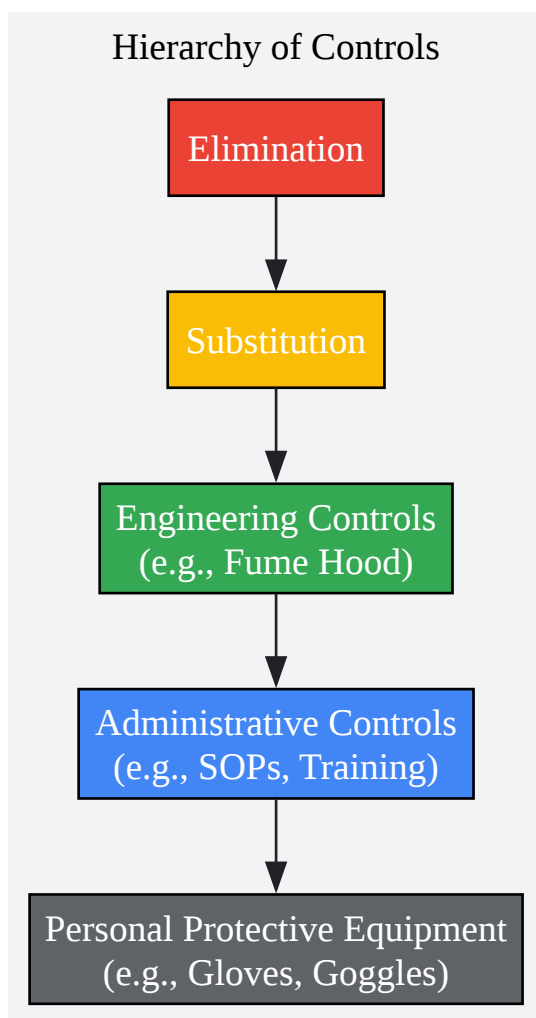 Hierarchy of Controls
Elimination
Substitution
Engineering Controls
(e.g., Fume Hood)
Administrative Controls
(e.g., SOPs, Training)
Personal Protective Equipment
(e.g., Gloves, Goggles)